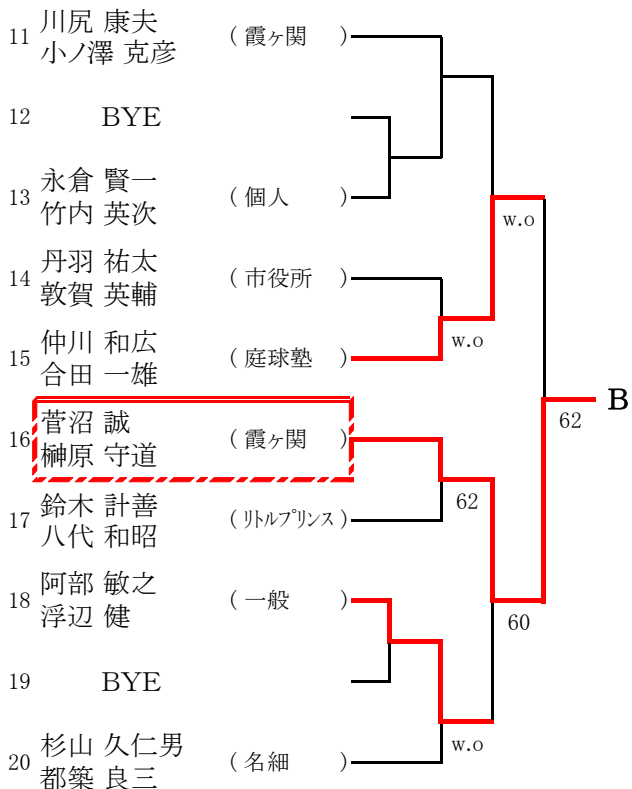 11 川尻 康夫 小ノ澤 克彦 ( 霞ヶ関 )
12 BYE
13 永倉 賢一 竹内 英次 ( 個人 )
w.o
14 丹羽 祐太 敦賀 英輔 ( 市役所 )
w.o
15 仲川 和広 合田 一雄 ( 庭球塾 )
B
62
16 菅沼 誠 榊原 守道 ( 霞ヶ関 )
62
17 鈴木 計善 八代 和昭 ( リトルプリンス )
18 阿部 敏之 浮辺 健 ( 一般 )
60
19 BYE
w.o
20 杉山 久仁男 都築 良三 ( 名細 )